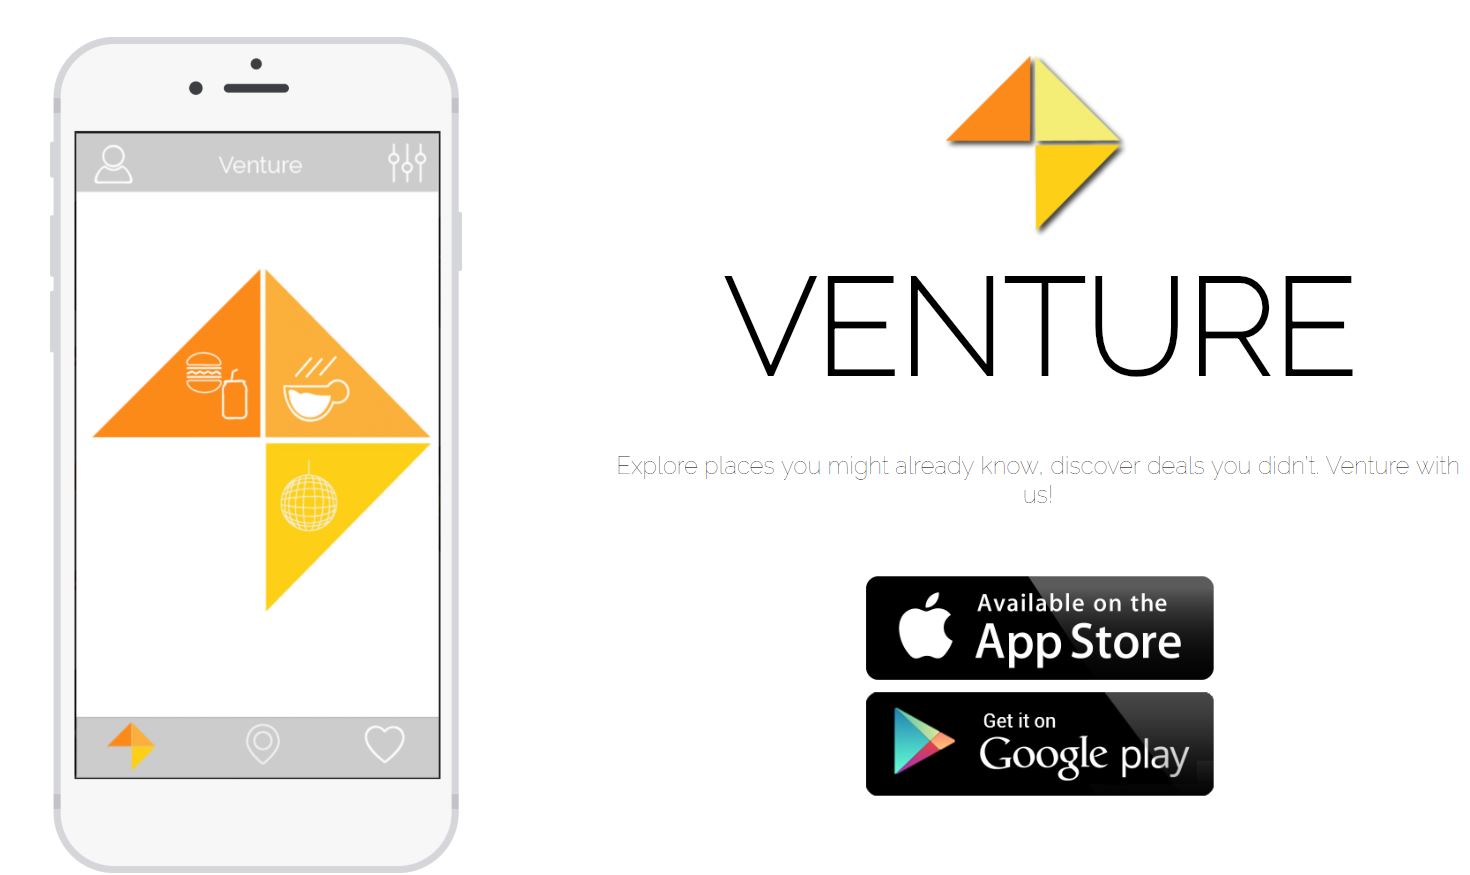 Venture
VENTURE
Explore places you might already know, discover deals you didn't. Venture with
us!
Available on the
App Store
Get it on
Google play